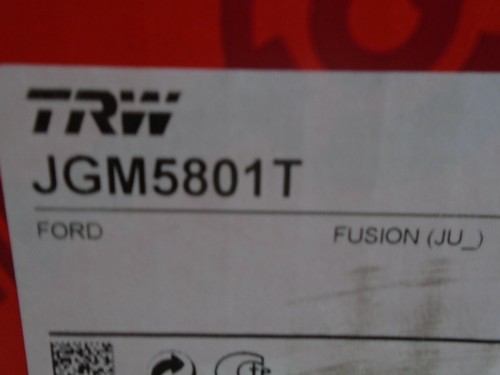 TRW
JGM5801T
FORD FUSION (JU_)